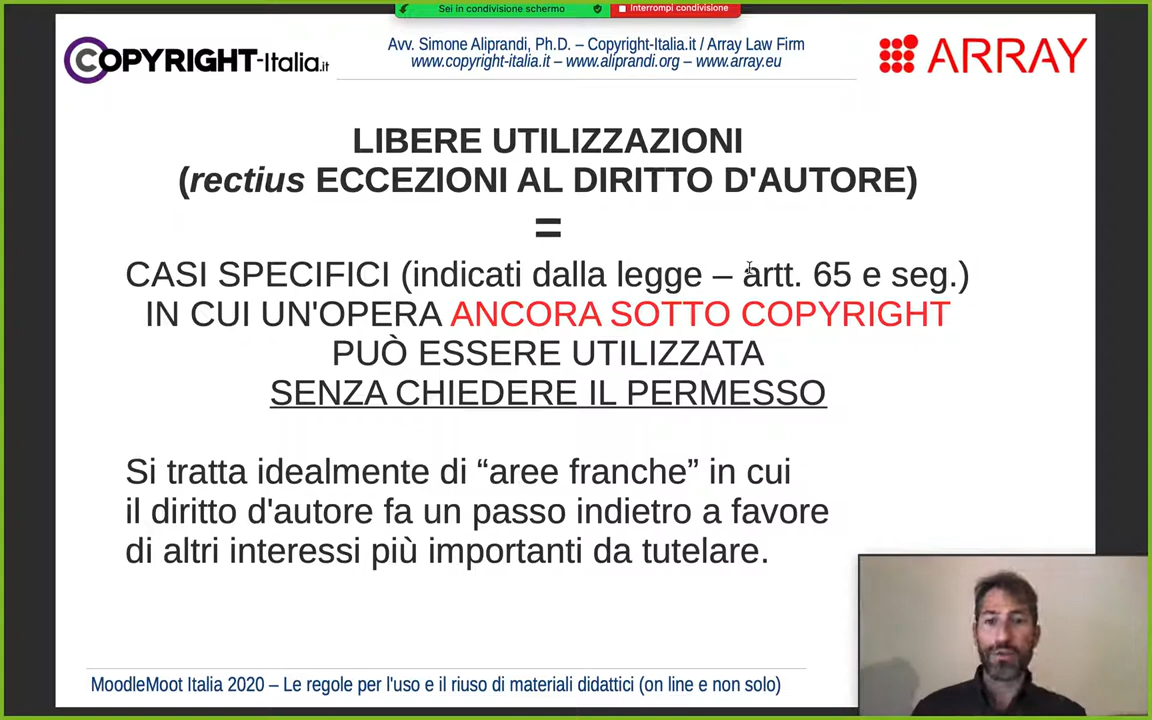 Sei in condivisione schermo
Interrompi condivisione
COPYRIGHT-Italia.it
Avv. Simone Aliprandi, Ph.D. – Copyright-Italia.it / Array Law Firm
www.copyright-italia.it – www.aliprandi.org – www.array.eu
ARRAY
LIBERE UTILIZZAZIONI
(rectius ECCEZIONI AL DIRITTO D'AUTORE)
=
CASI SPECIFICI (indicati dalla legge – artt. 65 e seg.)
IN CUI UN'OPERA ANCORA SOTTO COPYRIGHT
PUÒ ESSERE UTILIZZATA
SENZA CHIEDERE IL PERMESSO
Si tratta idealmente di “aree franche” in cui
il diritto d'autore fa un passo indietro a favore
di altri interessi più importanti da tutelare.
MoodleMoot Italia 2020 – Le regole per l'uso e il riuso di materiali didattici (on line e non solo)